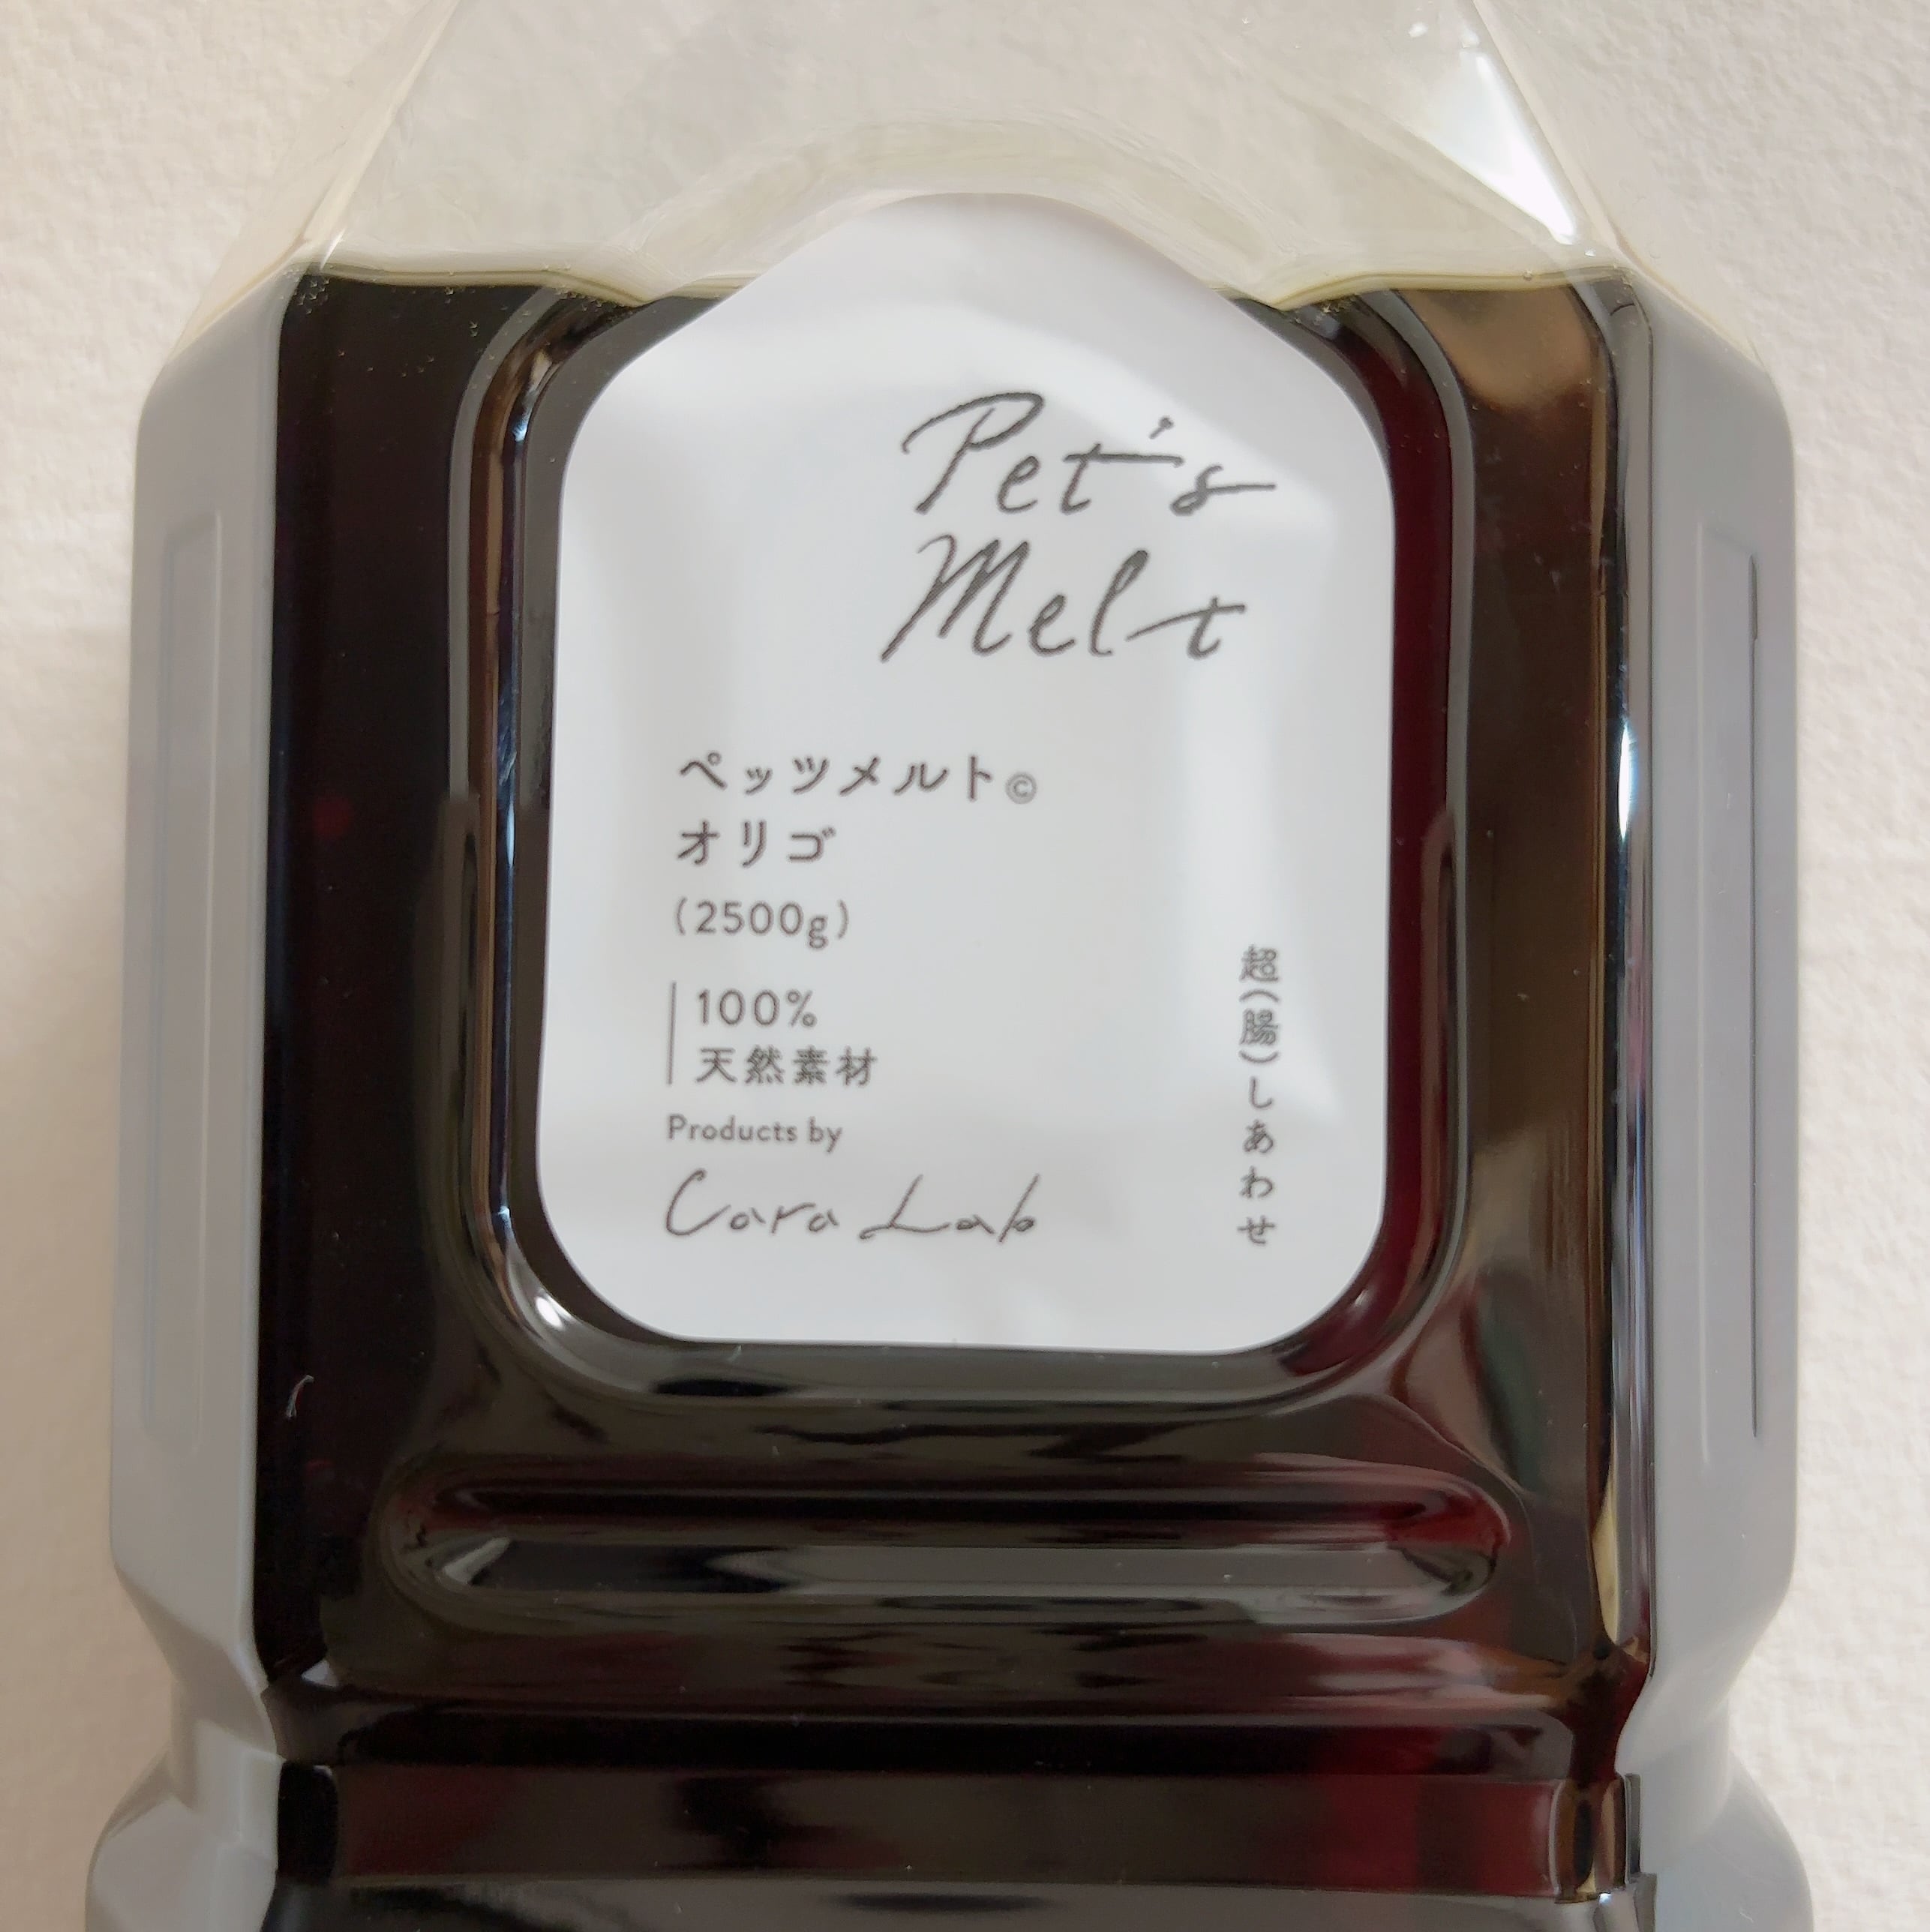 Pet's
Melt
ペッツメルト©
オリゴ
(2500g)
100%
天然素材
Products by
Cara Lab
超(腸)しあわせ